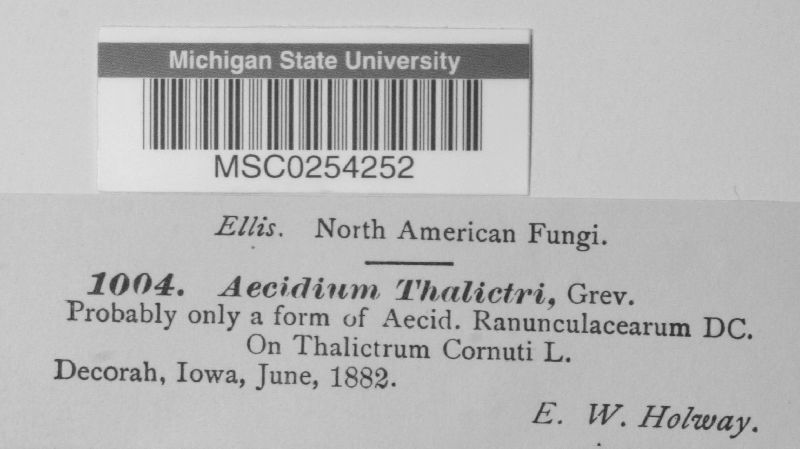 Michigan State University
MSC0254252
Ellis. North American Fungi.
1004. Aecidium Thalictri, Grev.
Probably only a form of Aecid. Ranunculacearum DC.
On Thalictrum Cornuti L.
Decorah, Iowa, June, 1882.
E. W. Holway.